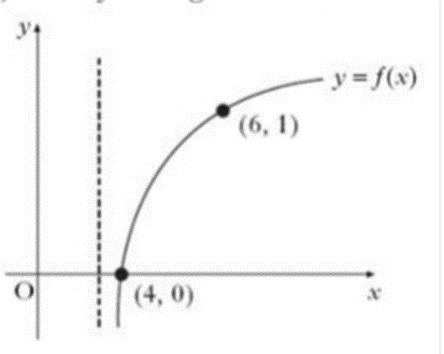 y
y = f(x)
(6, 1)
O
(4, 0)
x